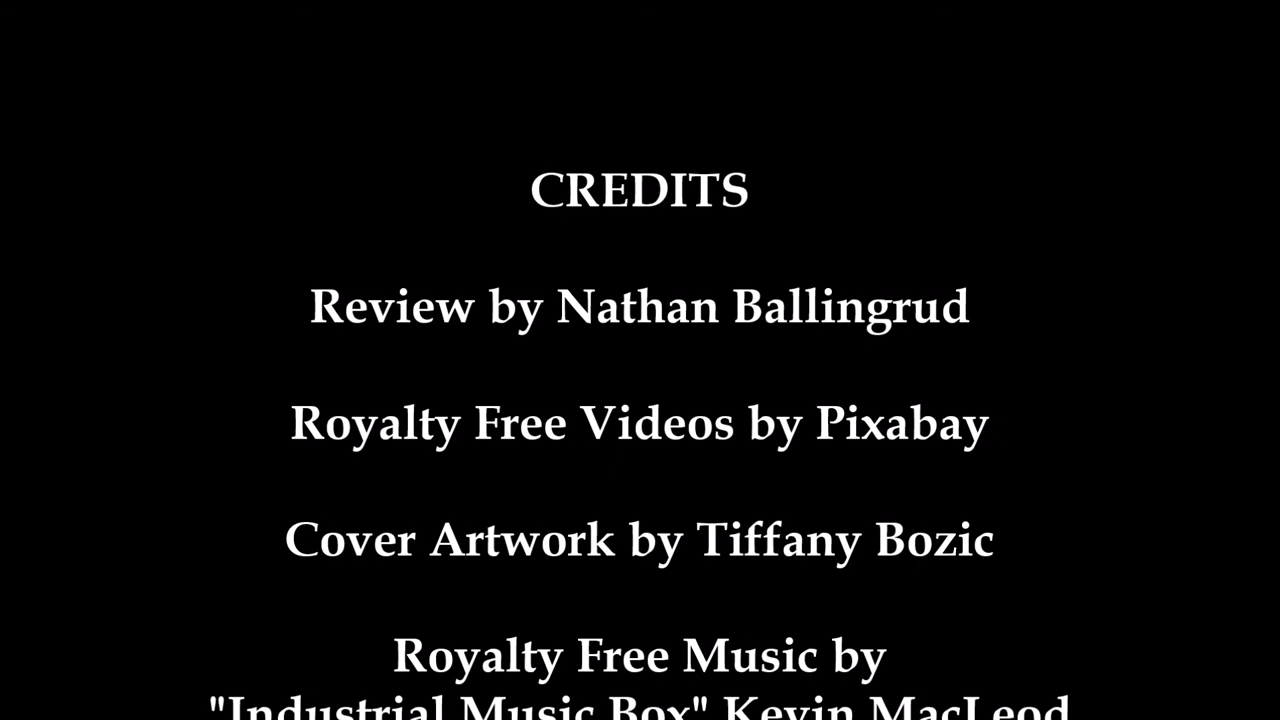 CREDITS
Review by Nathan Ballingrud
Royalty Free Videos by Pixabay
Cover Artwork by Tiffany Bozic
Royalty Free Music by
"Industrial Music Box" Kevin MacLeod